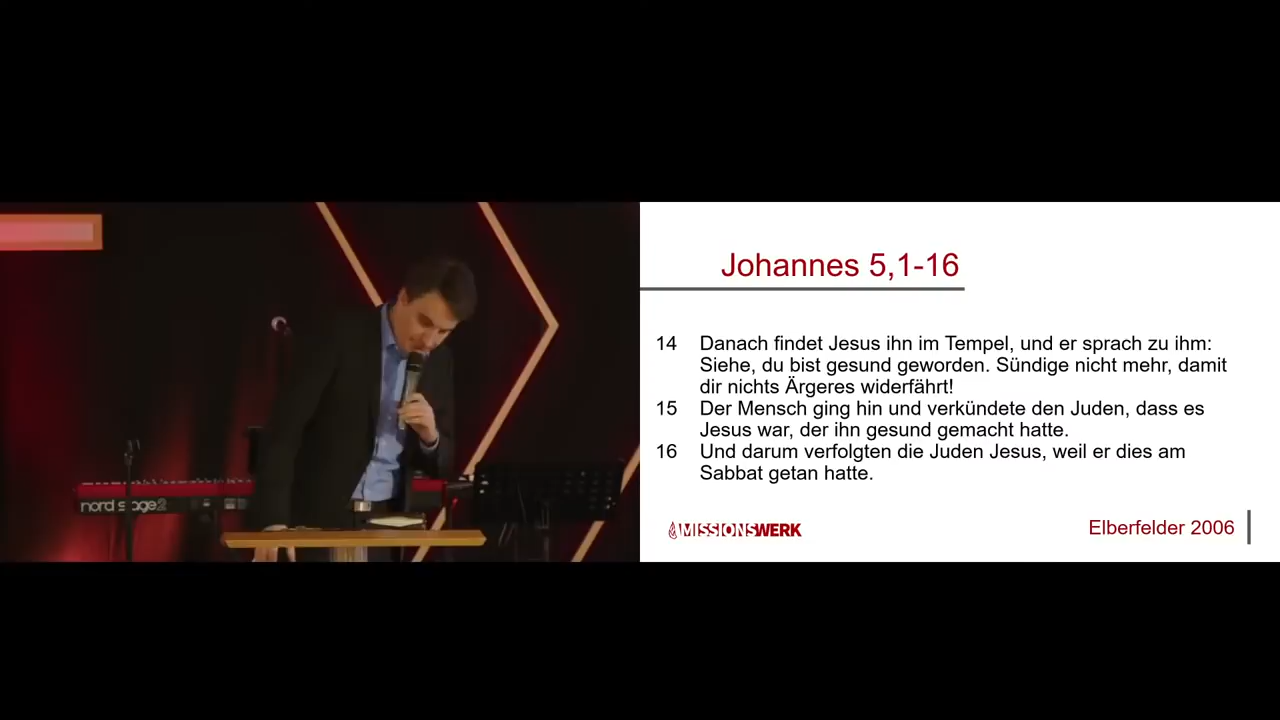 nord stage 2
Johannes 5,1-16
14 Danach findet Jesus ihn im Tempel, und er sprach zu ihm:
Siehe, du bist gesund geworden. Sündige nicht mehr, damit
dir nichts Ärgeres widerfährt!
15 Der Mensch ging hin und verkündete den Juden, dass es
Jesus war, der ihn gesund gemacht hatte.
16 Und darum verfolgten die Juden Jesus, weil er dies am
Sabbat getan hatte.
MISSIONSWERK
Elberfelder 2006